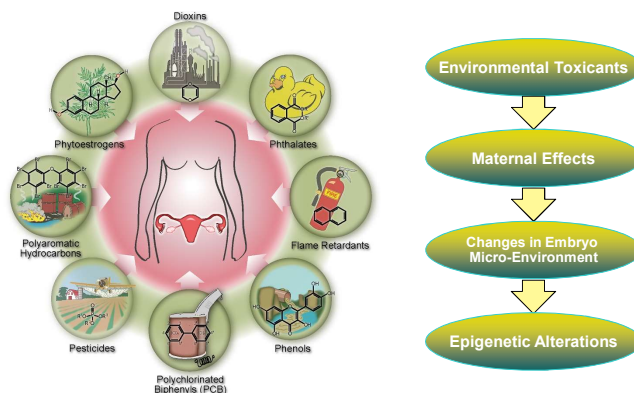 Dioxins
Phytoestrogens
Phthalates
Polyaromatic
Hydrocarbons
Flame Retardants
Pesticides
Phenols
Polychlorinated
Biphenyls (PCB)
Environmental Toxicants
Maternal Effects
Changes in Embryo
Micro-Environment
Epigenetic Alterations